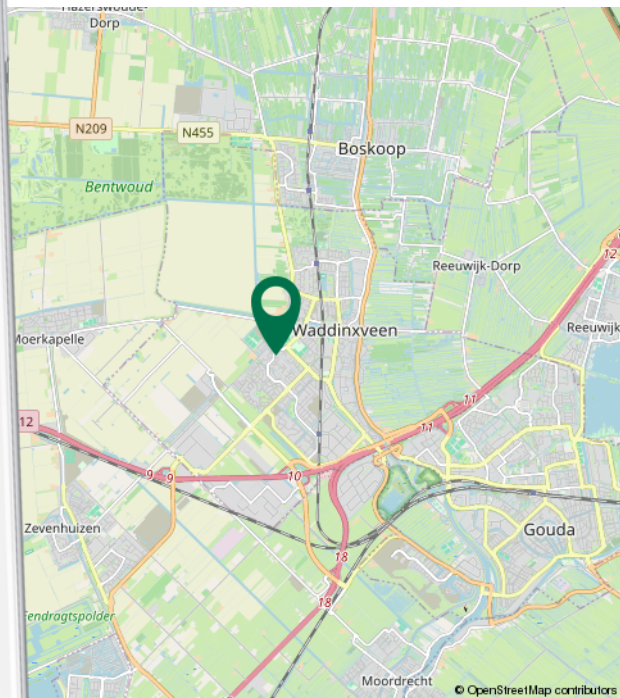 Hazerswoude-
Dorp
N209
N455
Boskoop
Bentwoud
12
Reeuwijk-Dorp
Waddinxveen
Reeuwijk
Moerkapelle
12
11
11
9
9
10
Zevenhuizen
Gouda
18
18
Eendragtspolder
Moordrecht
© OpenStreetMap contributors